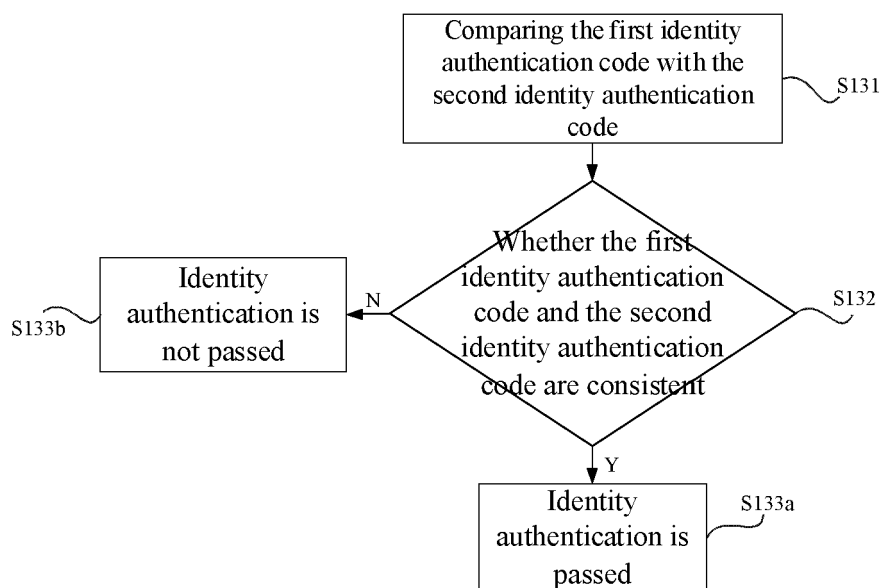 Comparing the first identity
authentication code with the
second identity authentication
code
S131
Whether the first
identity authentication
code and the second
identity authentication
code are consistent
S132
N
Identity
authentication is
not passed
S133b
Y
Identity
authentication is
passed
S133a